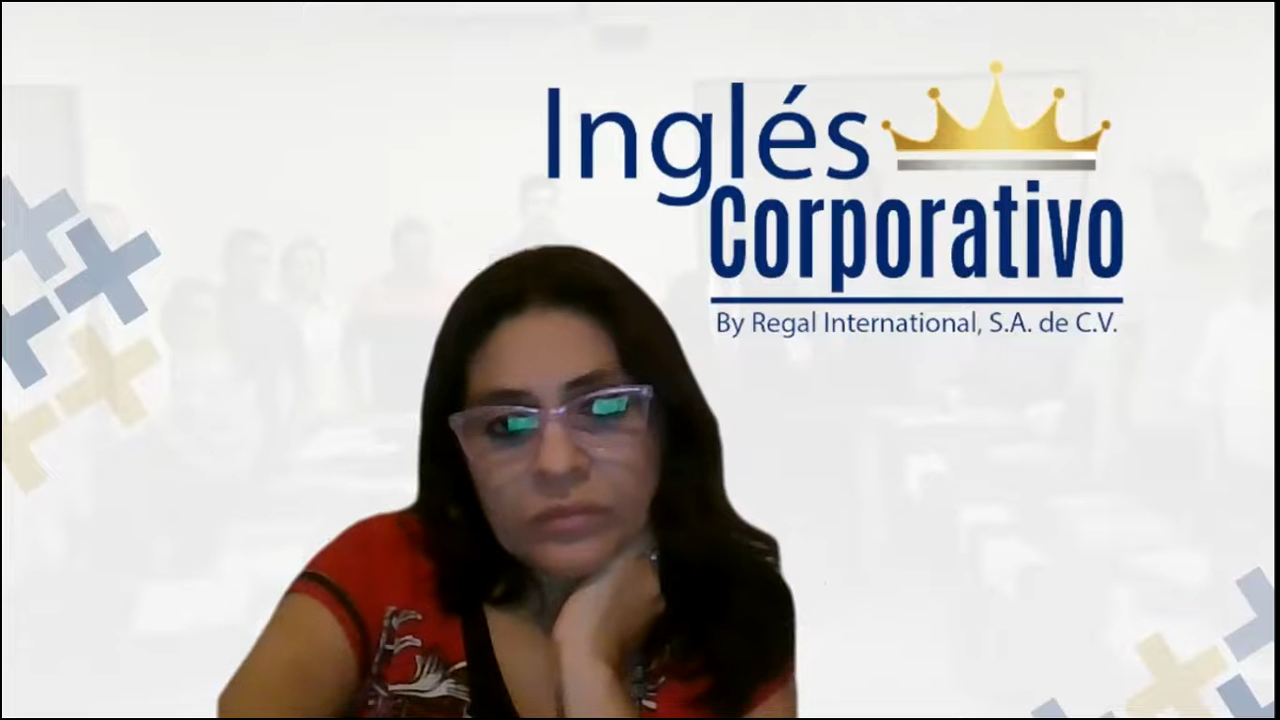 Inglés
Corporativo
By Regal International, S.A. de C.V.